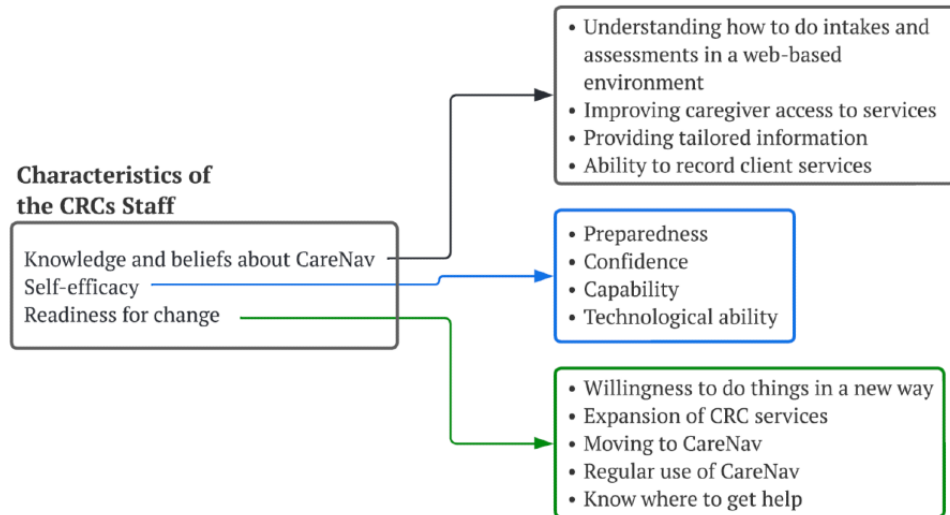 Characteristics of
the CRCs Staff
Knowledge and beliefs about CareNav
Self-efficacy
Readiness for change
• Understanding how to do intakes and
assessments in a web-based
environment
• Improving caregiver access to services
• Providing tailored information
• Ability to record client services
• Preparedness
• Confidence
• Capability
• Technological ability
• Willingness to do things in a new way
• Expansion of CRC services
• Moving to CareNav
• Regular use of CareNav
• Know where to get help